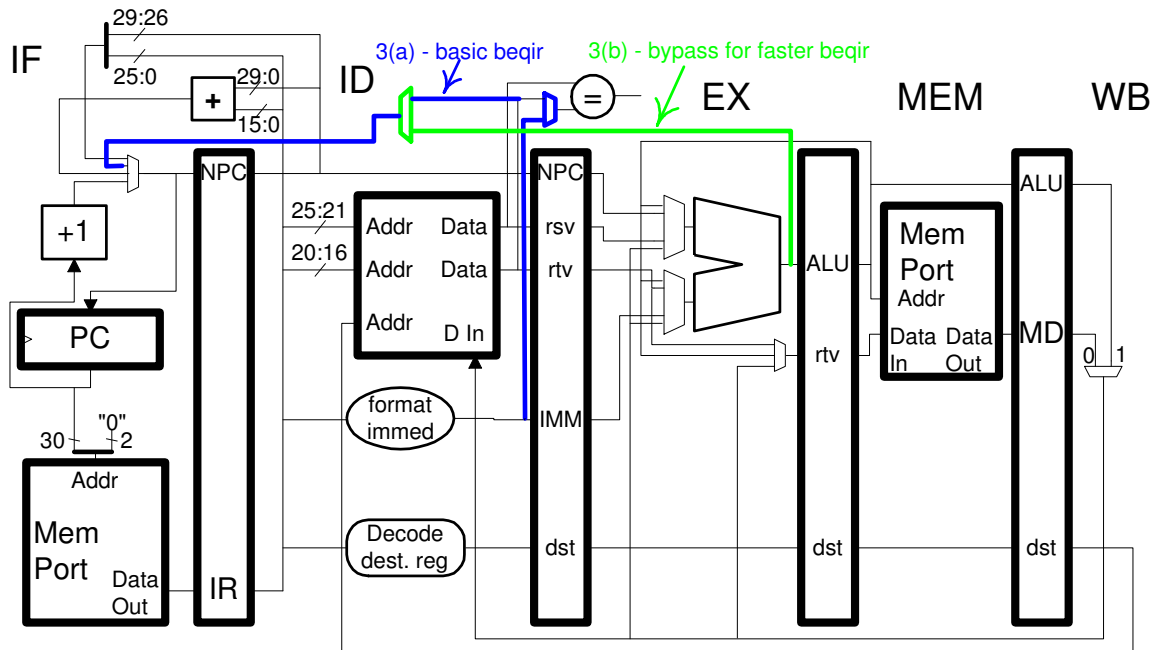 29:26
IF
25:0
29:0
+
15:0
ID
3(a) - basic beqir
3(b) - bypass for faster beqir
=
EX
MEM
WB
NPC
NPC
ALU
+1
25:21
Addr
Data
rsv
20:16
Addr
Data
rtv
Mem
Port
Addr
ALU
PC
Addr
D In
rtv
Data
In
Data
Out
MD
0
1
format
immed
IMM
"0"
30
2
Addr
Mem
Port
Data
Out
IR
Decode
dest. reg
dst
dst
dst